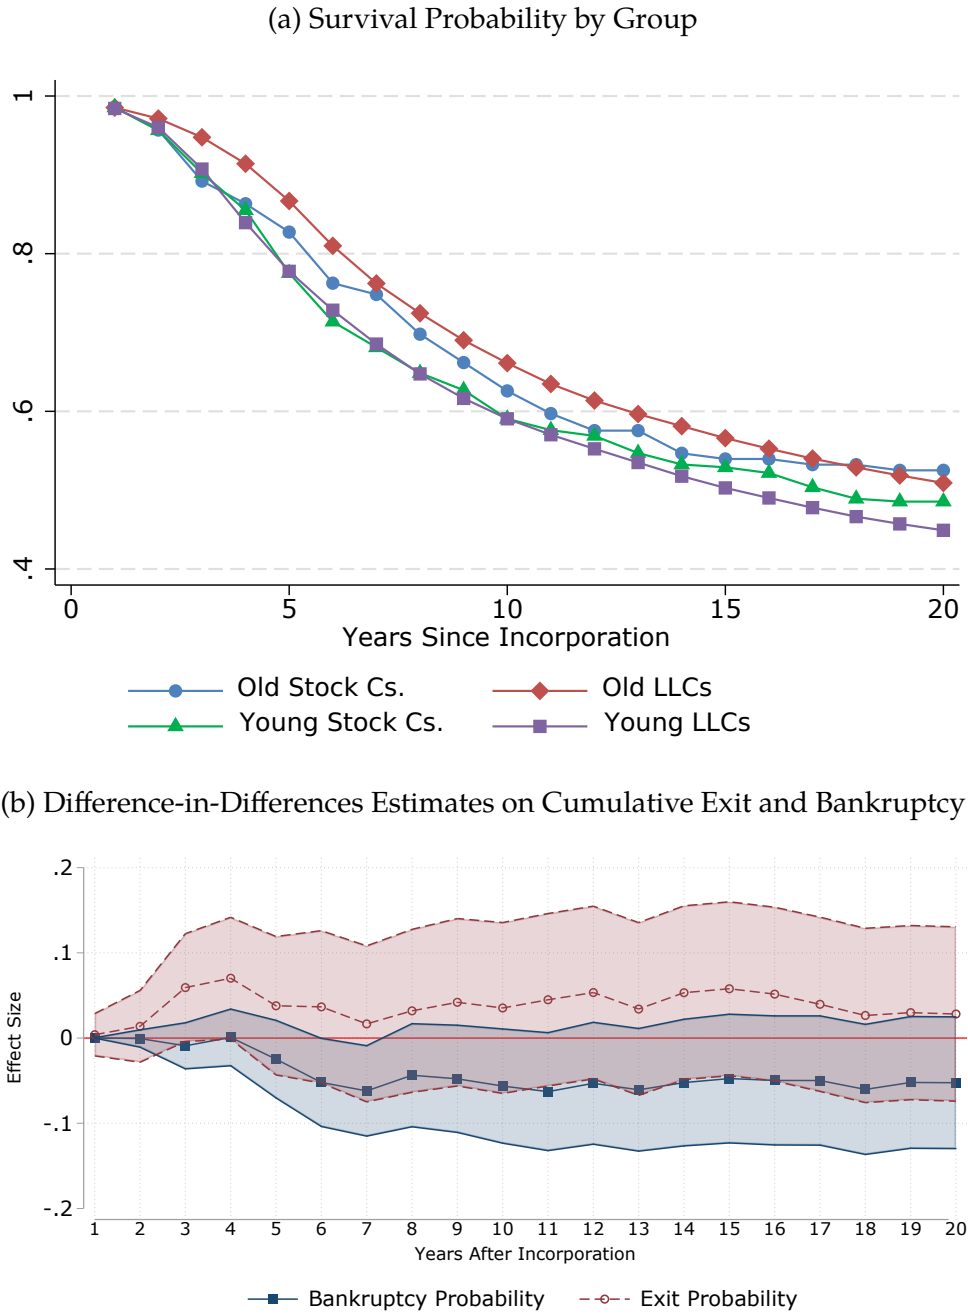 (a) Survival Probability by Group
1
.8
.6
.4
0 5 10 15 20
Years Since Incorporation
Old Stock Cs. Old LLCs
Young Stock Cs. Young LLCs
(b) Difference-in-Differences Estimates on Cumulative Exit and Bankruptcy
.2
.1
0
-.1
-.2
Effect Size
1 2 3 4 5 6 7 8 9 10 11 12 13 14 15 16 17 18 19 20
Years After Incorporation
Bankruptcy Probability Exit Probability